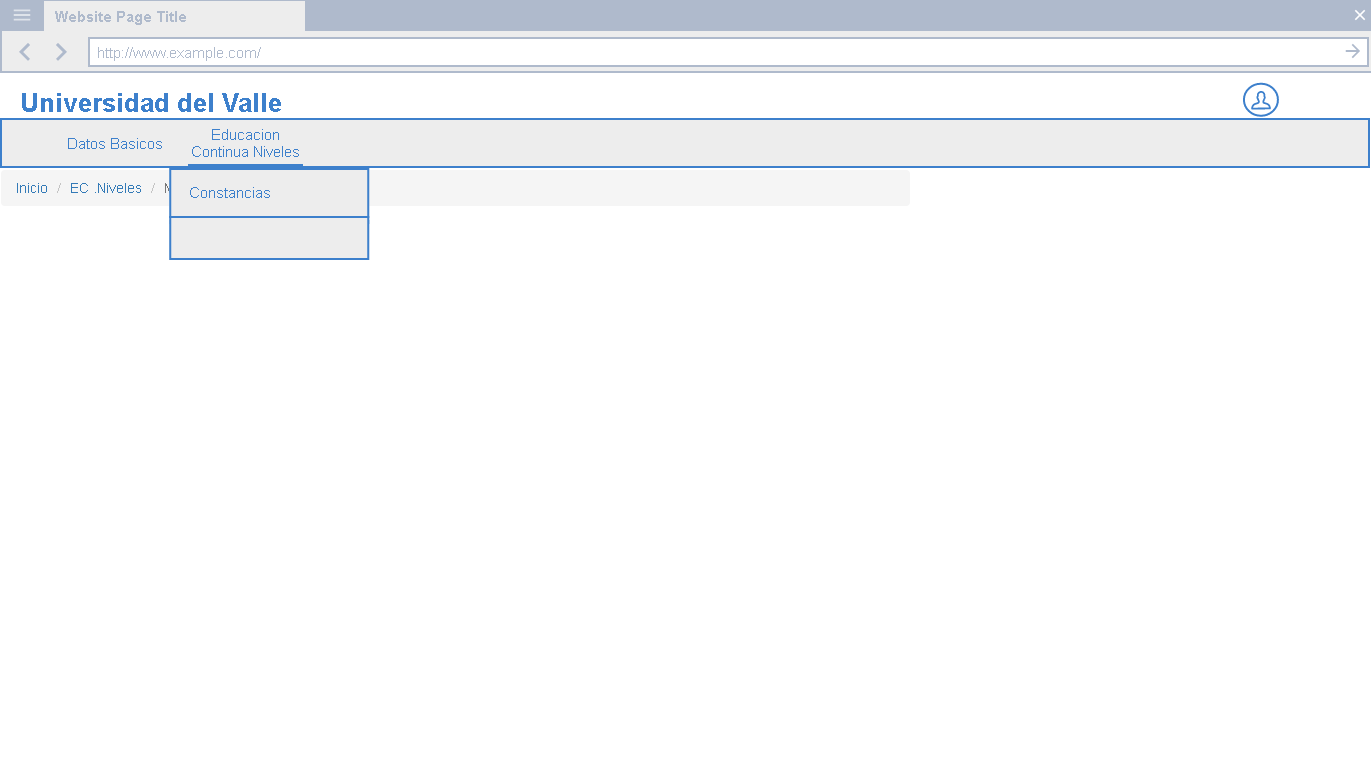 Website Page Title
http://www.example.com/
Universidad del Valle
Datos Basicos
Educacion
Continua Niveles
Inicio / EC .Niveles /
Constancias